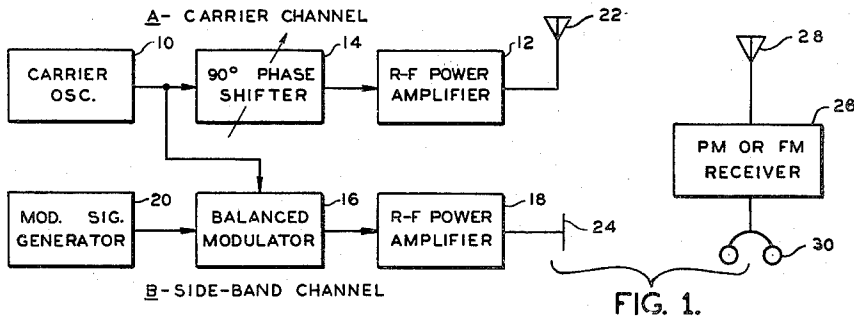 A- CARRIER CHANNEL
10
14
12
22
28
CARRIER
OSC.
90° PHASE
SHIFTER
R-F POWER
AMPLIFIER
26
PM OR FM
RECEIVER
20
16
18
MOD. SIG.
GENERATOR
BALANCED
MODULATOR
R-F POWER
AMPLIFIER
24
30
B-SIDE-BAND CHANNEL
FIG. 1.